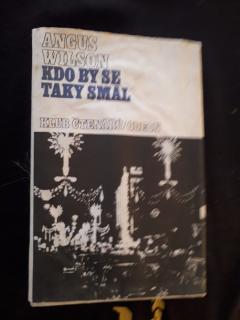 ANGUS
WILSON
KDO BY SE
TAKY SMÁL
KLUB ČTENÁŘŮ ODEON